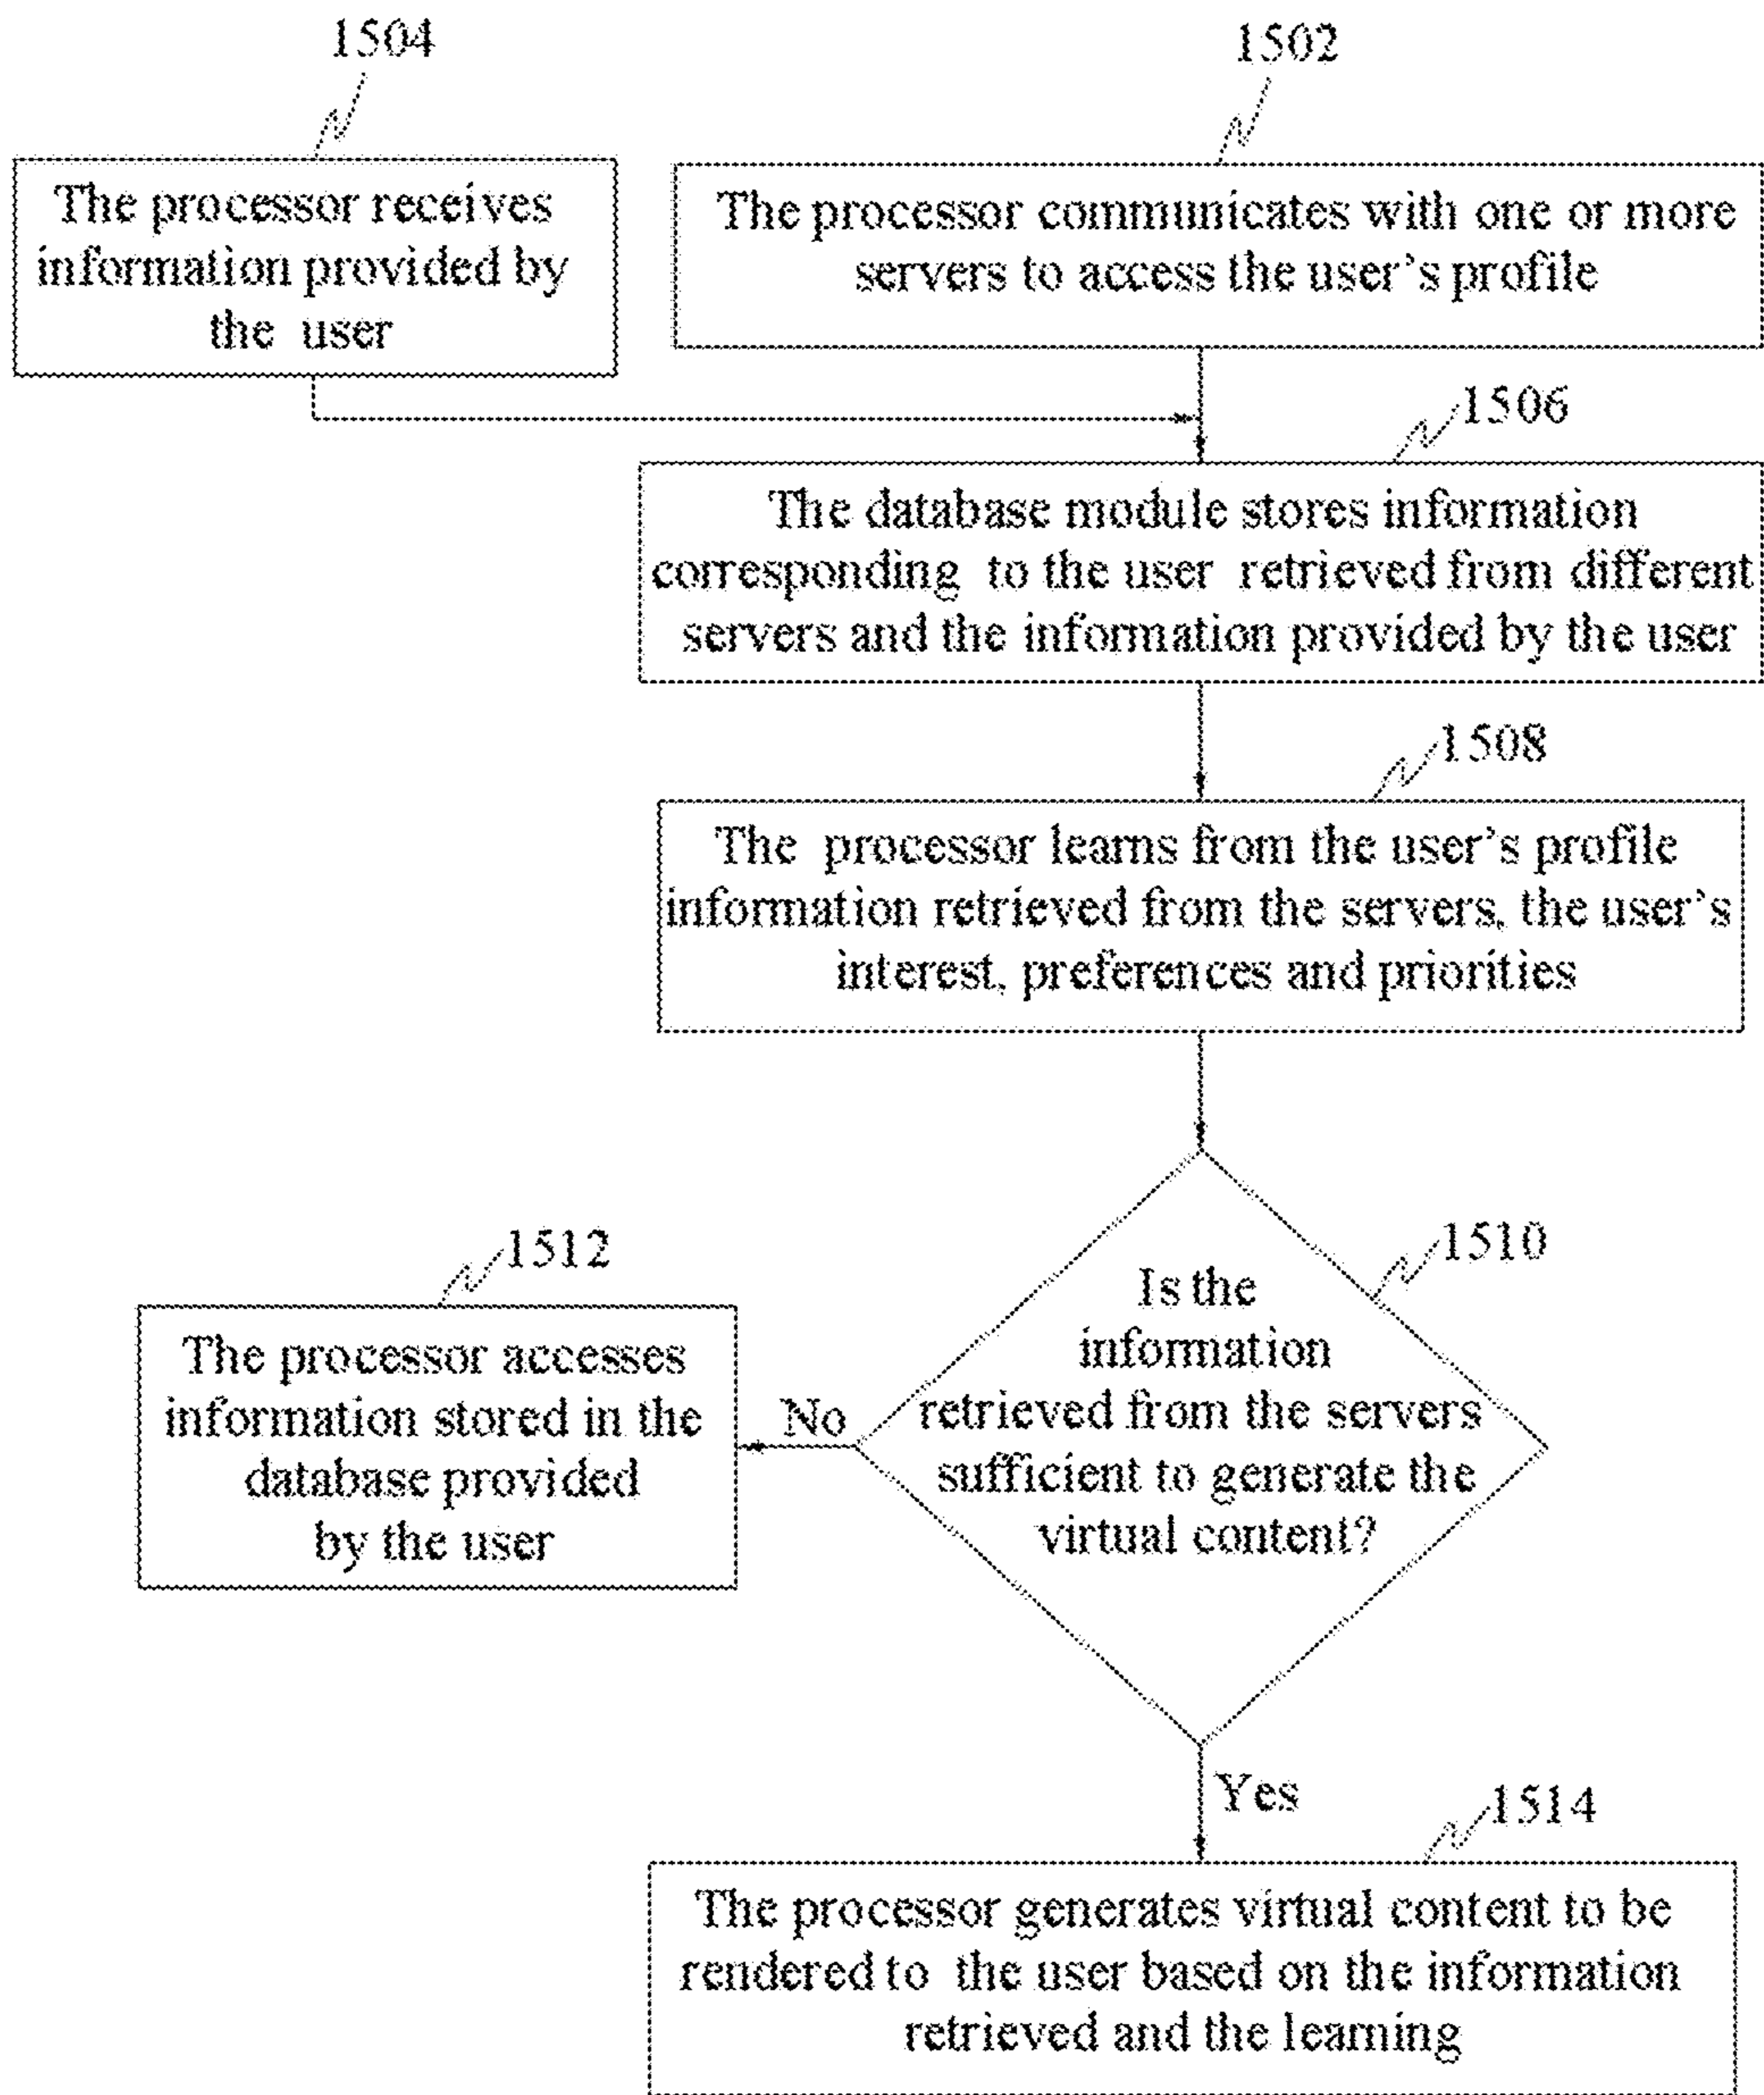 1504
1502
The processor receives
information provided by
the user
The processor communicates with one or more
servers to access the user's profile
1506
The database module stores information
corresponding to the user retrieved from different
servers and the information provided by the user
1508
The processor learns from the user's profile
information retrieved from the servers, the user's
interest, preferences and priorities
1510
Is the
information
retrieved from the servers
sufficient to generate the
virtual content?
1512
The processor accesses
information stored in the
database provided
by the user
No
Yes
1514
The processor generates virtual content to be
rendered to the user based on the information
retrieved and the learning